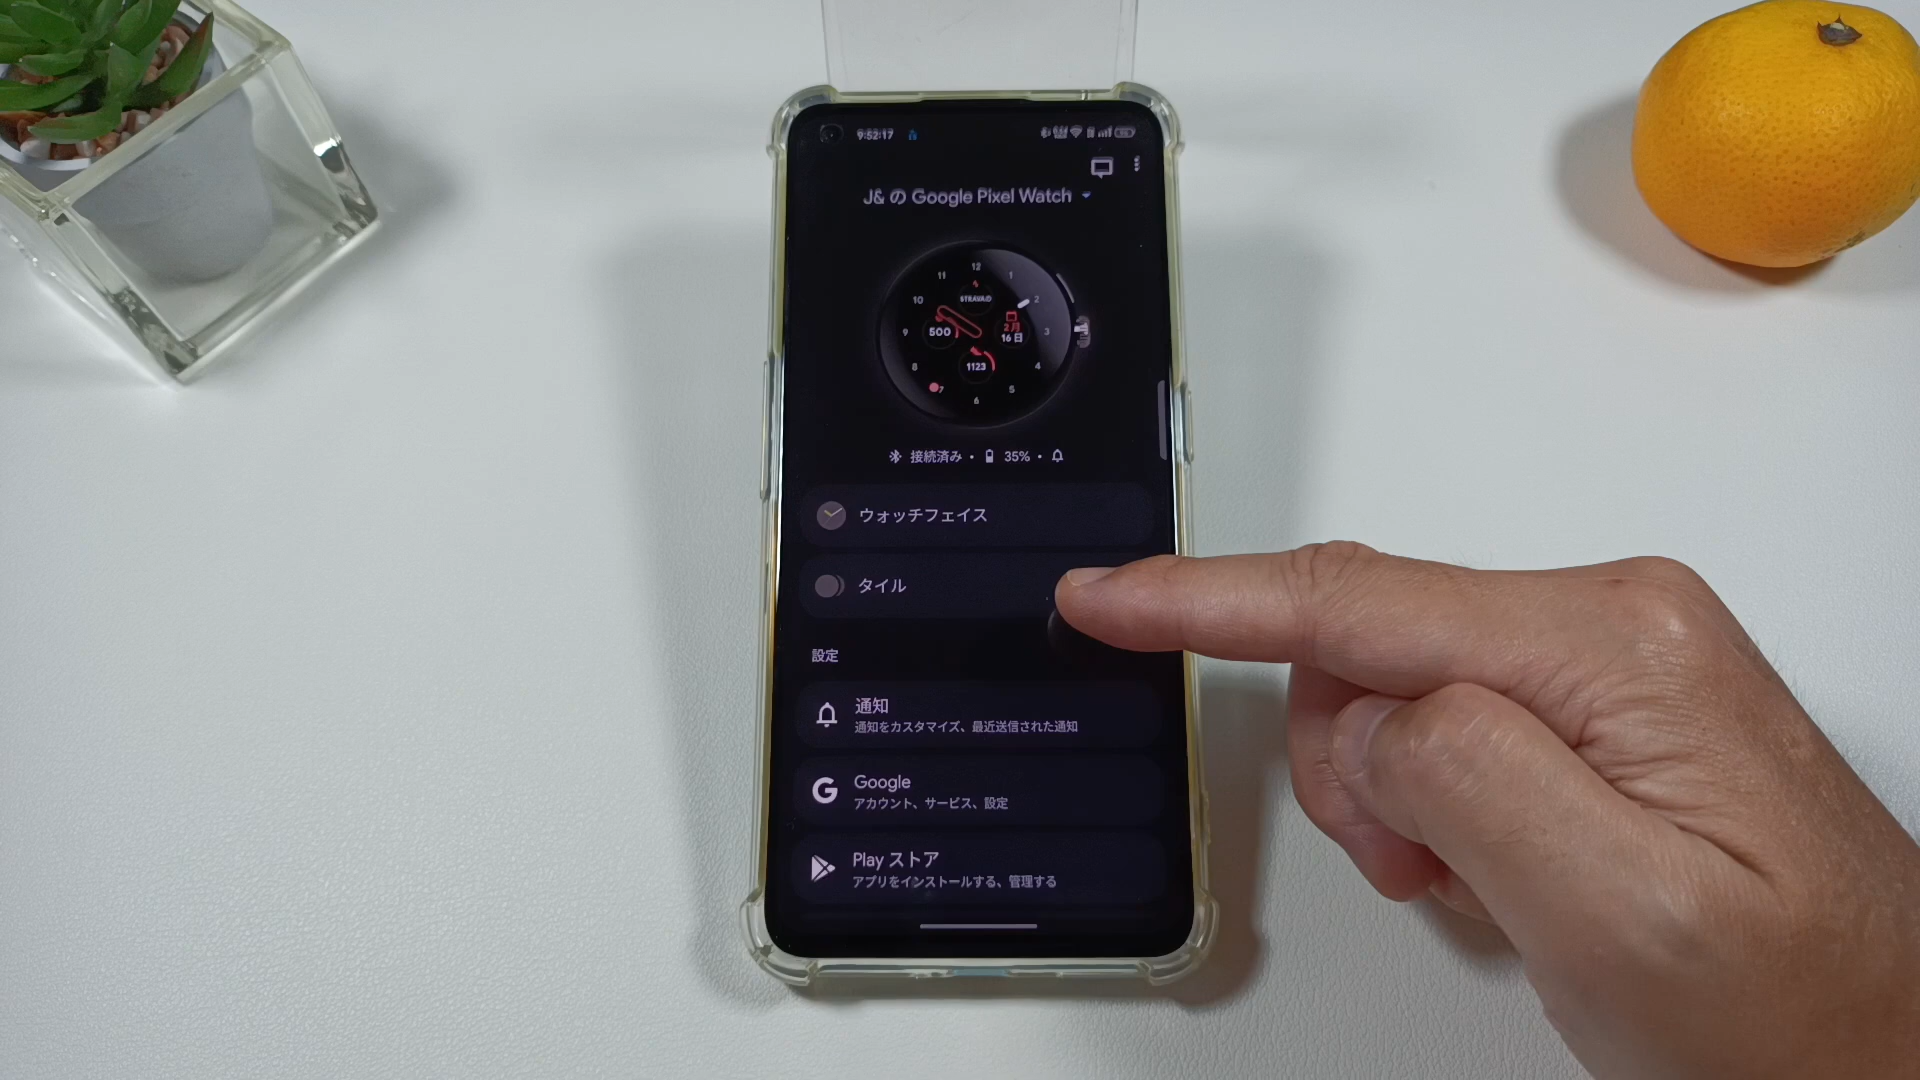 9:52:17
J& の Google Pixel Watch
12
11
1
10
STRAVA
2
9
500
2月
16日
3
8
1123
4
7
5
6
接続済み • 35% •
ウォッチフェイス
タイル
設定
通知
通知をカスタマイズ、最近送信された通知
Google
アカウント、サービス、設定
Play ストア
アプリをインストールする、管理する